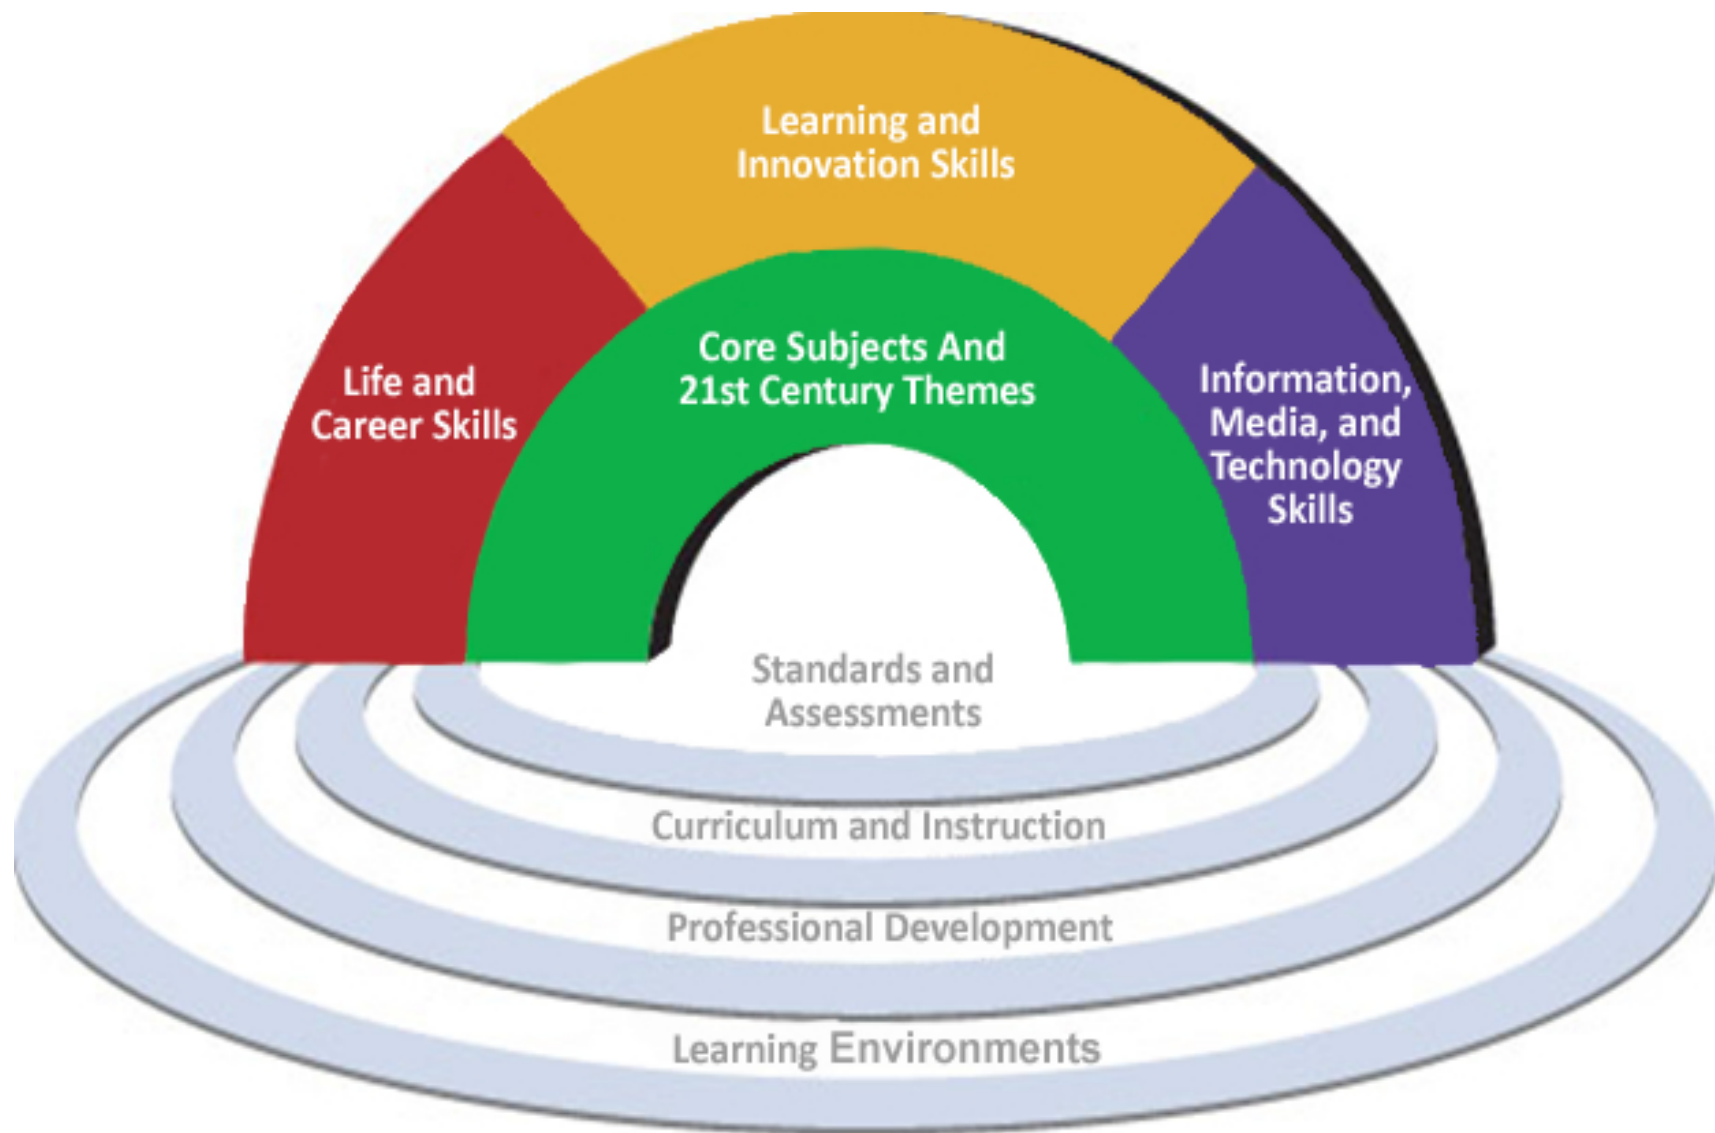 Learning and
Innovation Skills
Core Subjects And
21st Century Themes
Life and
Career Skills
Information,
Media, and
Technology
Skills
Standards and
Assessments
Curriculum and Instruction
Professional Development
Learning Environments